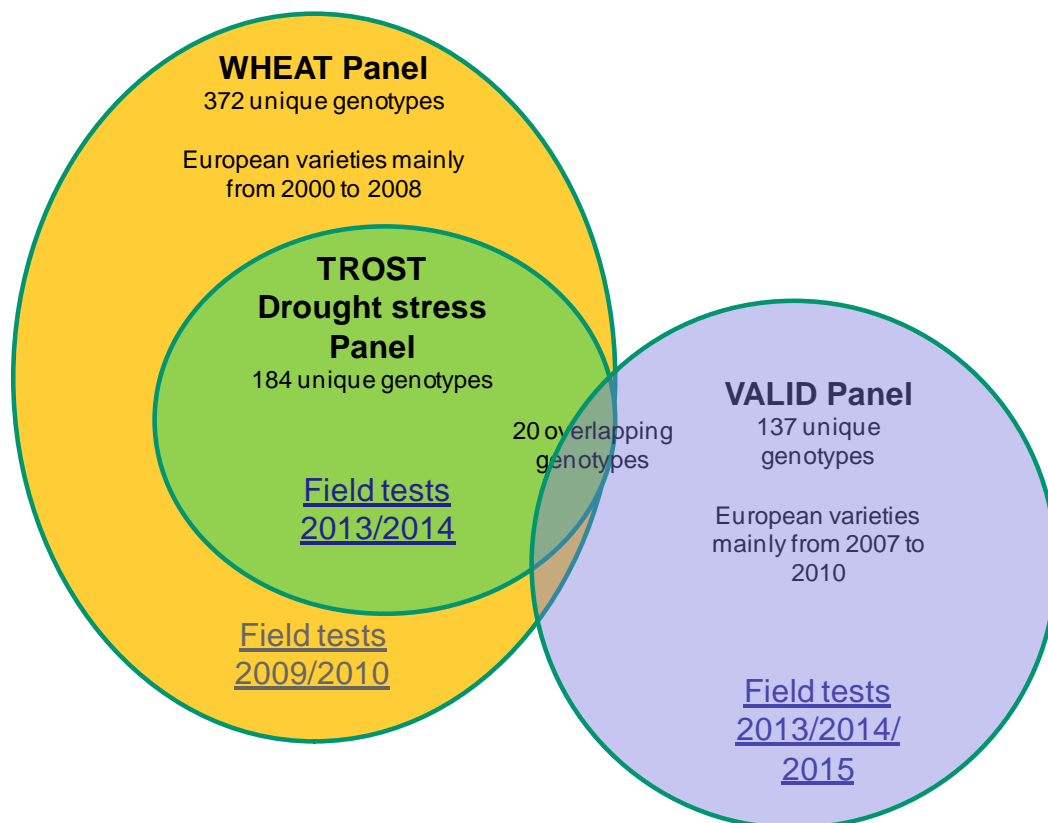 WHEAT Panel
372 unique genotypes
European varieties mainly
from 2000 to 2008
TROST
Drought stress
Panel
184 unique genotypes
Field tests
2013/2014
20 overlapping
genotypes
Field tests
2009/2010
VALID Panel
137 unique
genotypes
European varieties
mainly from 2007 to
2010
Field tests
2013/2014/
2015